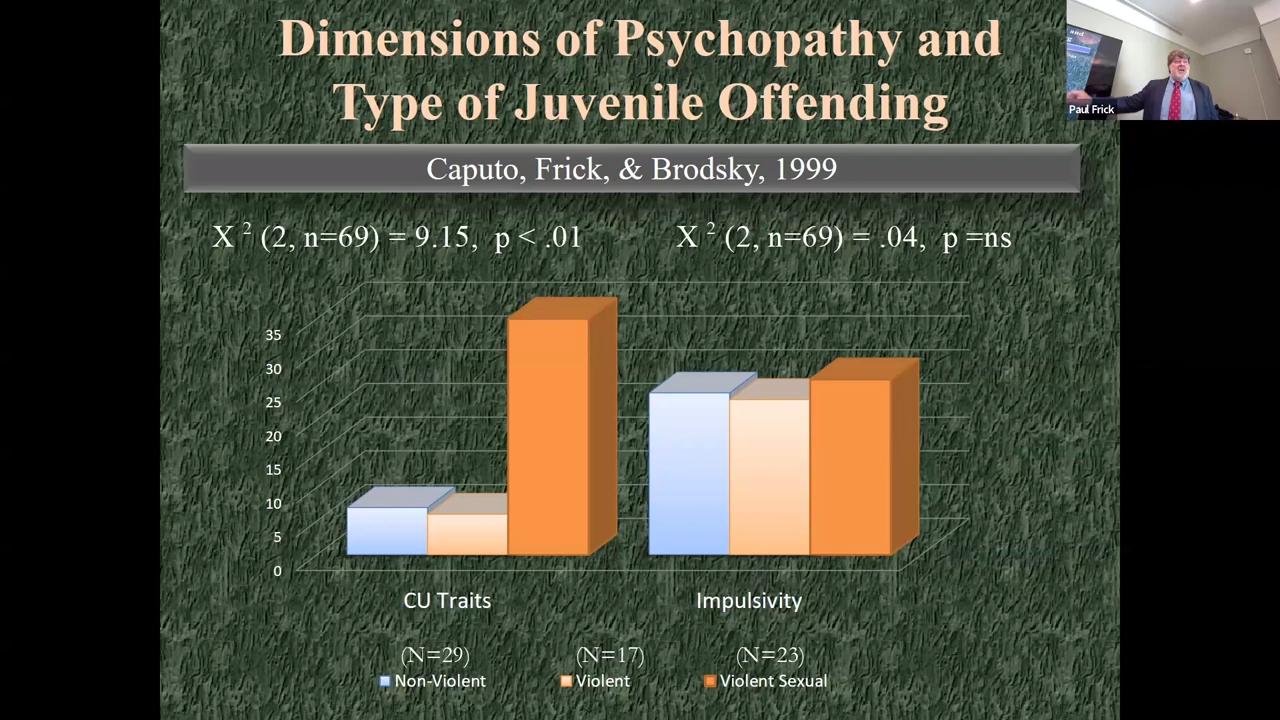 Dimensions of Psychopathy and
Type of Juvenile Offending
Paul Frick
Caputo, Frick, & Brodsky, 1999
X ² (2, n=69) = 9.15, p < .01
X ² (2, n=69) = .04, p =ns
35
30
25
20
15
10
5
0
CU Traits
Impulsivity
(N=29)
(N=17)
(N=23)
Non-Violent
Violent
Violent Sexual